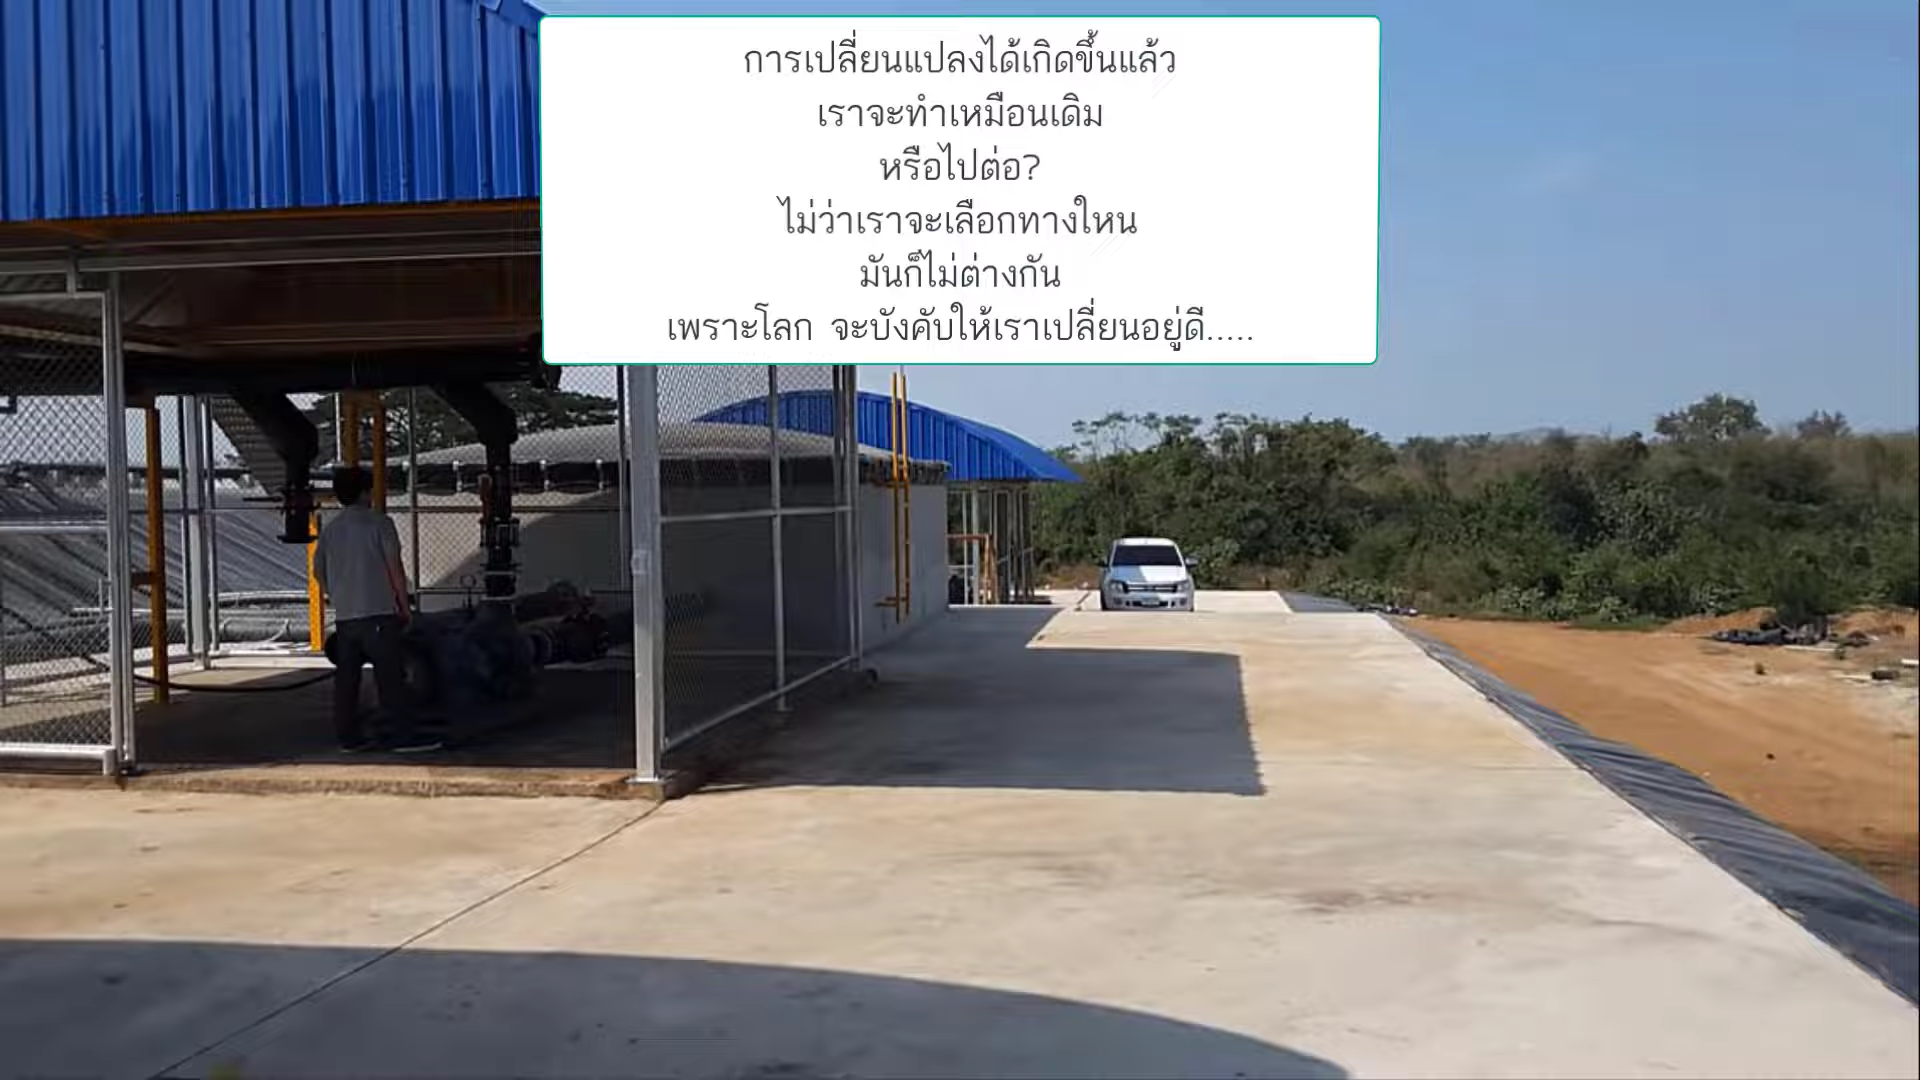 การเปลี่ยนแปลงได้เกิดขึ้นแล้ว
เราจะทำเหมือนเดิม
หรือไปต่อ?
ไม่ว่าเราจะเลือกทางใหน
มันก็ไม่ต่างกัน
เพราะโลก จะบังคับให้เราเปลี่ยนอยู่ดี.....